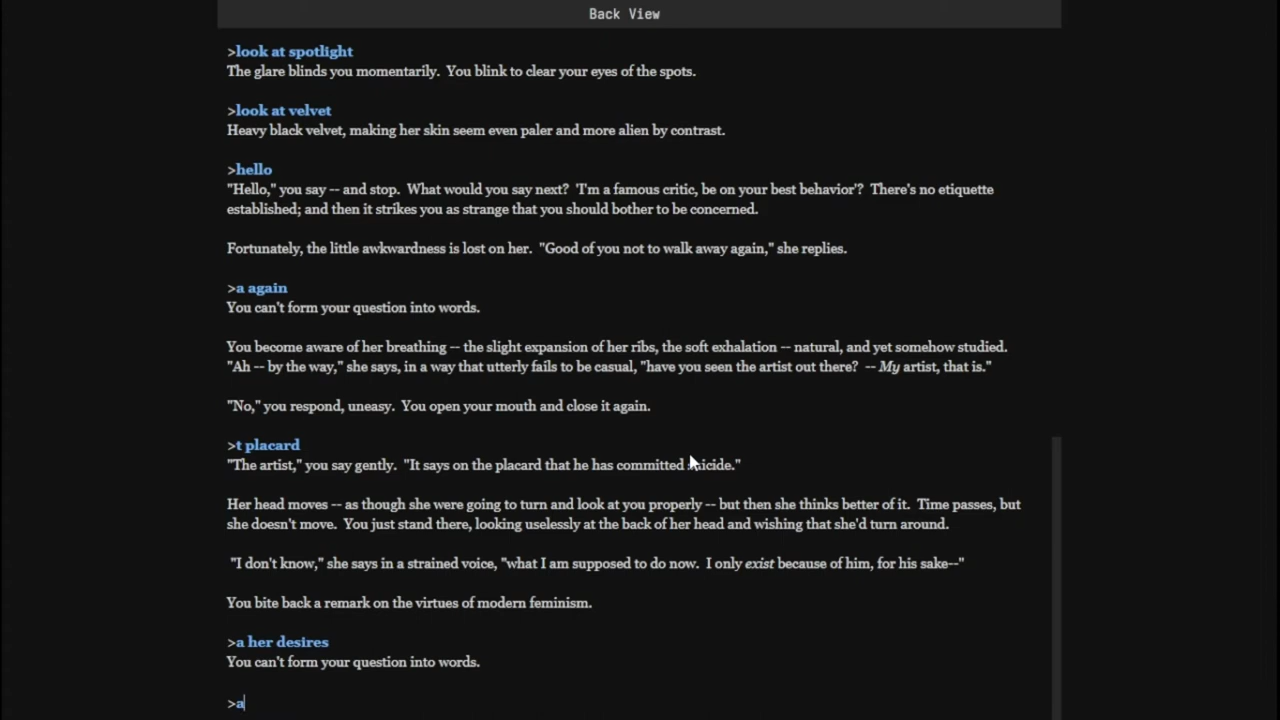 Back View
>look at spotlight
The glare blinds you momentarily.  You blink to clear your eyes of the spots.
>look at velvet
Heavy black velvet, making her skin seem even paler and more alien by contrast.
>hello
"Hello," you say -- and stop.  What would you say next?  'I'm a famous critic, be on your best behavior'?  There's no etiquette
established; and then it strikes you as strange that you should bother to be concerned.
Fortunately, the little awkwardness is lost on her.  "Good of you not to walk away again," she replies.
>a again
You can't form your question into words.
You become aware of her breathing -- the slight expansion of her ribs, the soft exhalation -- natural, and yet somehow studied.
"Ah -- by the way," she says, in a way that utterly fails to be casual, "have you seen the artist out there?  -- My artist, that is."
"No," you respond, uneasy.  You open your mouth and close it again.
>t placard
"The artist," you say gently.  "It says on the placard that he has committed suicide."
Her head moves -- as though she were going to turn and look at you properly -- but then she thinks better of it.  Time passes, but
she doesn't move.  You just stand there, looking uselessly at the back of her head and wishing that she'd turn around.
"I don't know," she says in a strained voice, "what I am supposed to do now.  I only exist because of him, for his sake--"
You bite back a remark on the virtues of modern feminism.
>a her desires
You can't form your question into words.
>a